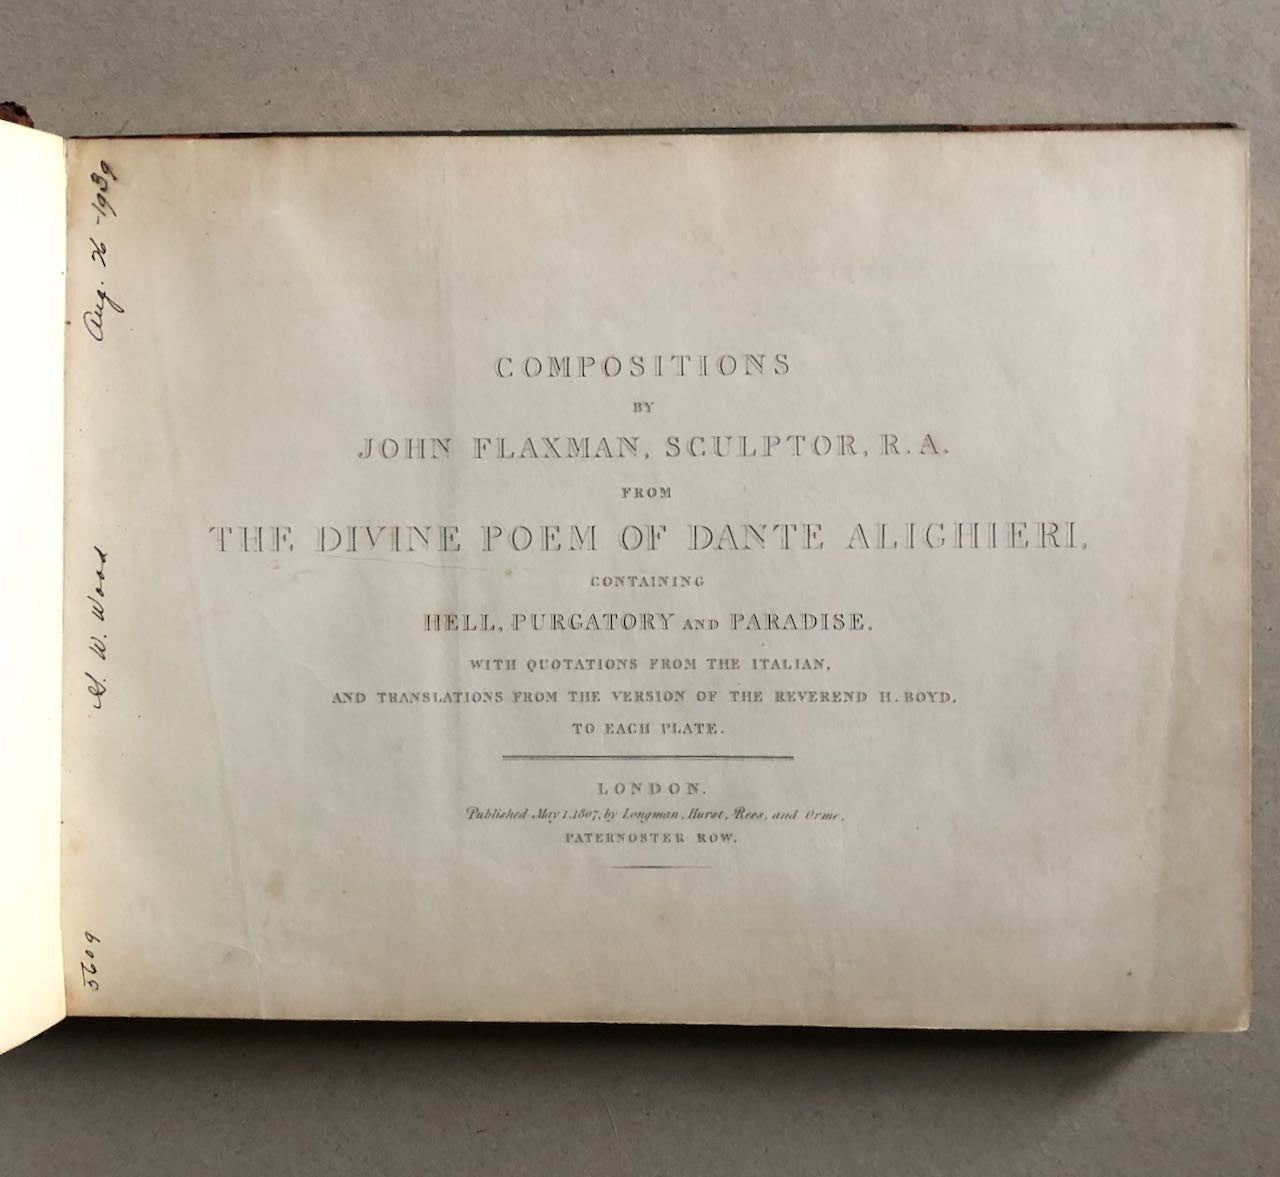 COMPOSITIONS
BY
JOHN FLAXMAN, SCULPTOR, R.A.
FROM
THE DIVINE POEM OF DANTE ALIGHIERI,
CONTAINING
HELL, PURGATORY AND PARADISE,
WITH QUOTATIONS FROM THE ITALIAN,
AND TRANSLATIONS FROM THE VERSION OF THE REVEREND H. BOYD,
TO EACH PLATE.
LONDON.
Published May 1.1807, by Longman, Hurst, Rees, and Orme,
PATERNOSTER ROW.
5609
W. Wood
Aug. 26 - 1939